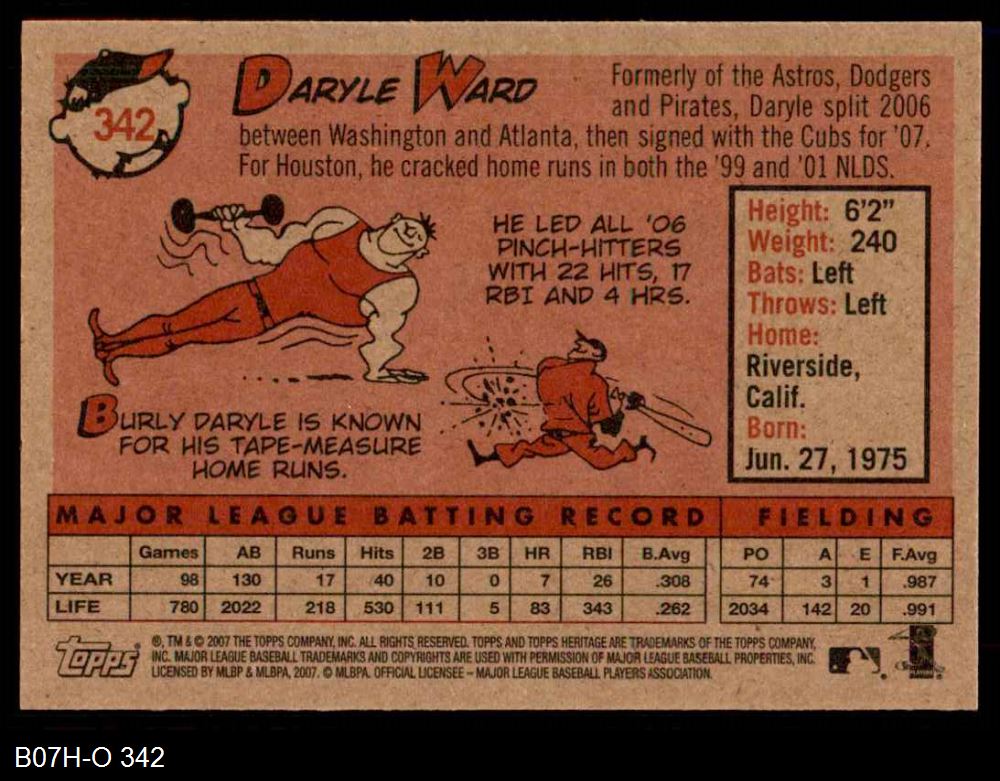 342
DARYLE WARD
Formerly of the Astros, Dodgers
and Pirates, Daryle split 2006
between Washington and Atlanta, then signed with the Cubs for '07.
For Houston, he cracked home runs in both the '99 and '01 NLDS.
HE LED ALL '06
PINCH-HITTERS
WITH 22 HITS, 17
RBI AND 4 HRS.
BURLY DARYLE IS KNOWN
FOR HIS TAPE-MEASURE
HOME RUNS.
Height: 6'2"
Weight: 240
Bats: Left
Throws: Left
Home:
Riverside,
Calif.
Born:
Jun. 27, 1975
MAJOR LEAGUE BATTING RECORD FIELDING
Games AB Runs Hits 2B 3B HR RBI B.Avg PO A E F.Avg
YEAR 98 130 17 40 10 0 7 26 .308 74 3 1 .987
LIFE 780 2022 218 530 111 5 83 343 .262 2034 142 20 .991
Topps
®, TM & © 2007 THE TOPPS COMPANY, INC. ALL RIGHTS RESERVED. TOPPS AND TOPPS HERITAGE ARE TRADEMARKS OF THE TOPPS COMPANY,
INC. MAJOR LEAGUE BASEBALL TRADEMARKS AND COPYRIGHTS ARE USED WITH PERMISSION OF MAJOR LEAGUE BASEBALL PROPERTIES, INC.
LICENSED BY MLBP & MLBPA, 2007. © MLBPA. OFFICIAL LICENSEE – MAJOR LEAGUE BASEBALL PLAYERS ASSOCIATION.
B07H-O 342